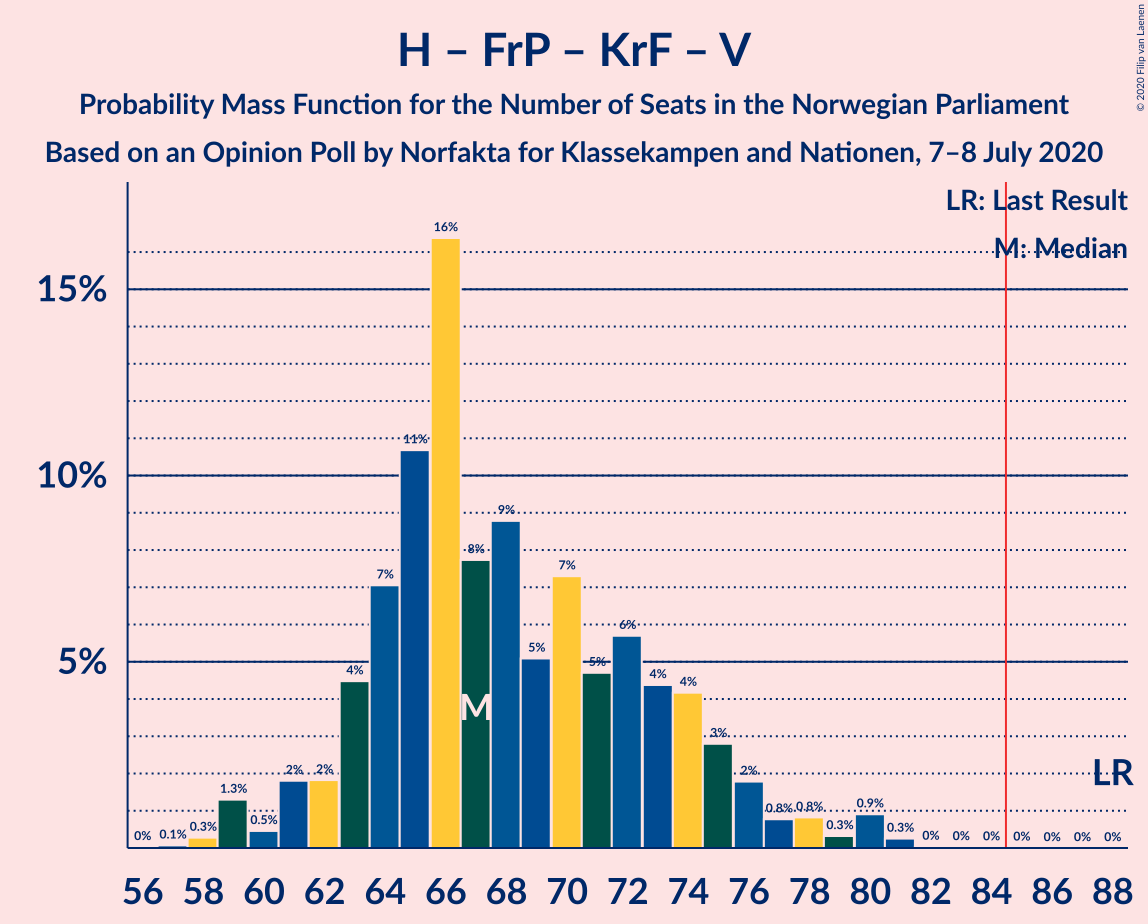 H – FrP – KrF – V
Probability Mass Function for the Number of Seats in the Norwegian Parliament
Based on an Opinion Poll by Norfakta for Klassekampen and Nationen, 7–8 July 2020
© 2020 Filip van Laenen
LR: Last Result
M: Median
15%
10%
5%
0% 0.1% 0.3% 1.3% 0.5% 2% 2% 4% 7% 11% 16% 8% 9% 5% 7% 5% 6% 4% 4% 3% 2% 0.8% 0.8% 0.3% 0.9% 0.3% 0% 0% 0% 0% 0% 0% 0%
M
LR
56 58 60 62 64 66 68 70 72 74 76 78 80 82 84 86 88